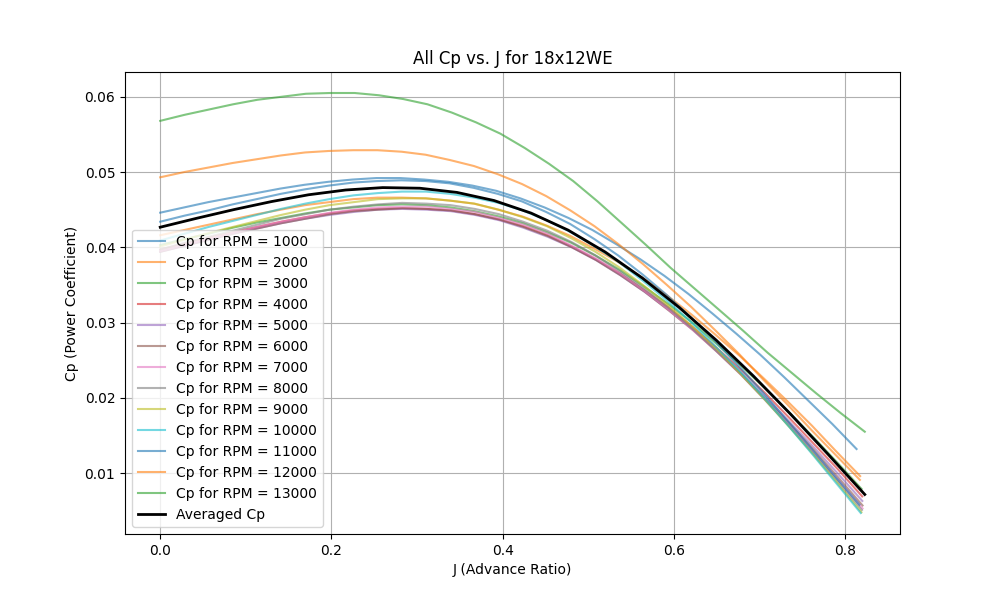 All Cp vs. J for 18x12WE
Cp (Power Coefficient)
0.06
0.05
0.04
0.03
0.02
0.01
Cp for RPM = 1000
Cp for RPM = 2000
Cp for RPM = 3000
Cp for RPM = 4000
Cp for RPM = 5000
Cp for RPM = 6000
Cp for RPM = 7000
Cp for RPM = 8000
Cp for RPM = 9000
Cp for RPM = 10000
Cp for RPM = 11000
Cp for RPM = 12000
Cp for RPM = 13000
Averaged Cp
0.0 0.2 0.4 0.6 0.8
J (Advance Ratio)